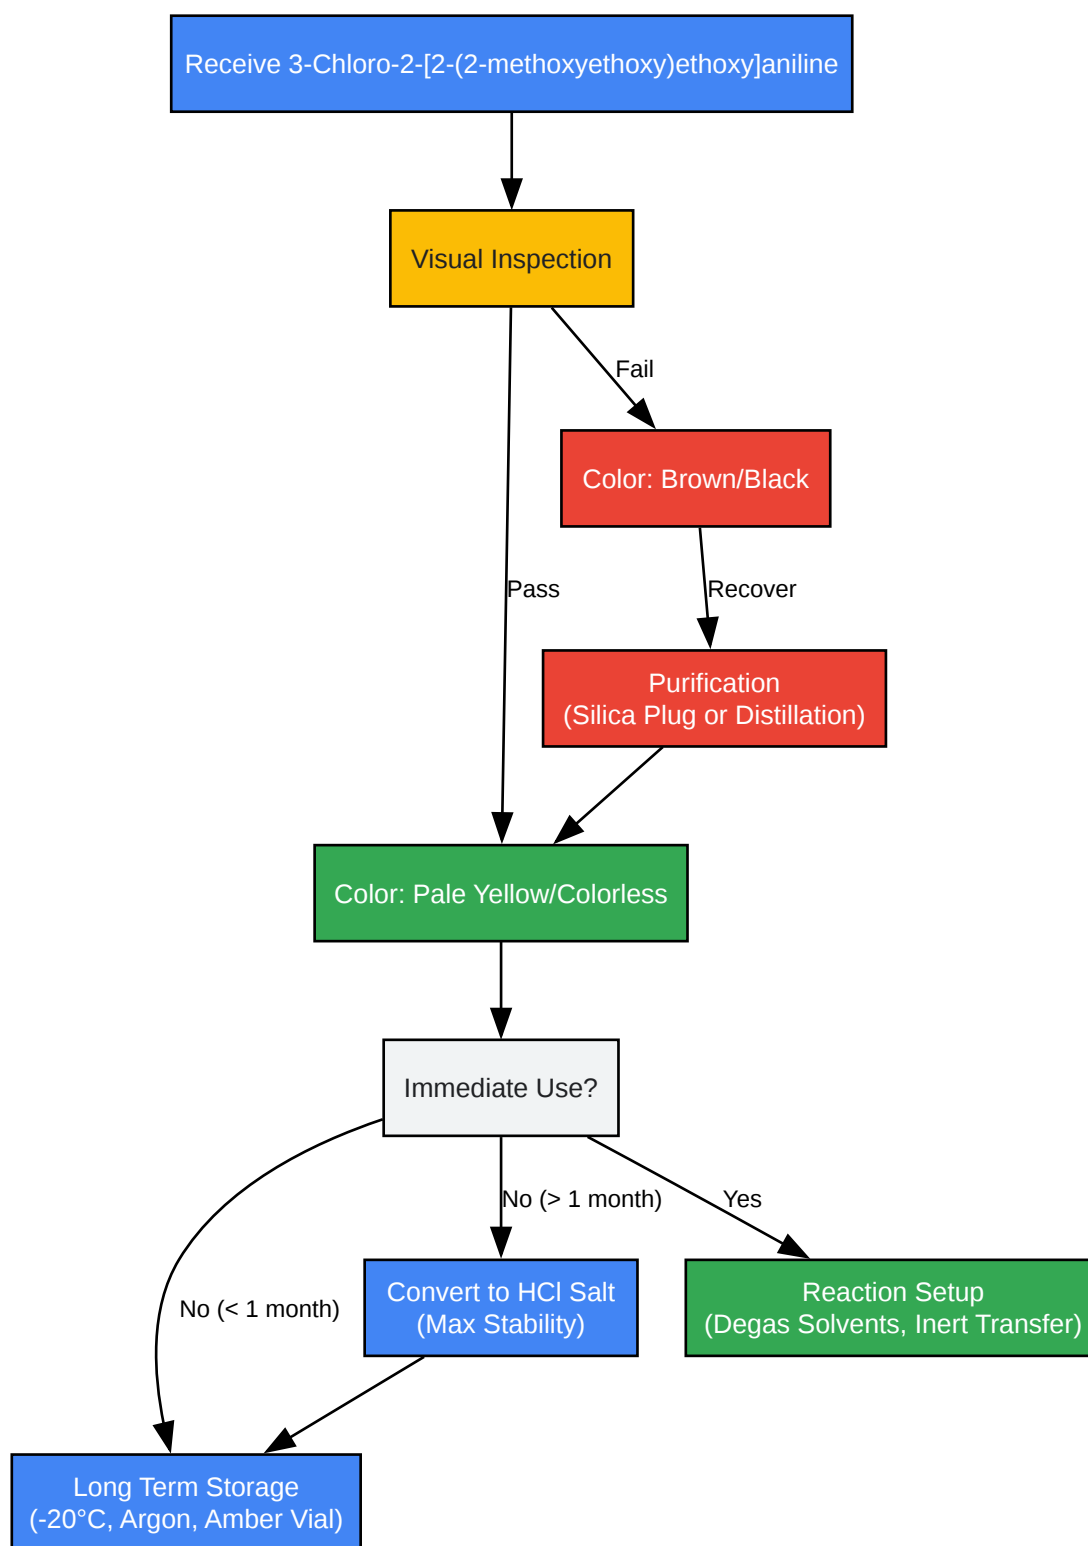 Receive 3-Chloro-2-[2-(2-methoxyethoxy)ethoxy]aniline
Visual Inspection
Fail
Color: Brown/Black
Pass
Recover
Purification
(Silica Plug or Distillation)
Color: Pale Yellow/Colorless
Immediate Use?
No (> 1 month)
Yes
No (< 1 month)
Convert to HCl Salt
(Max Stability)
Reaction Setup
(Degas Solvents, Inert Transfer)
Long Term Storage
(-20°C, Argon, Amber Vial)